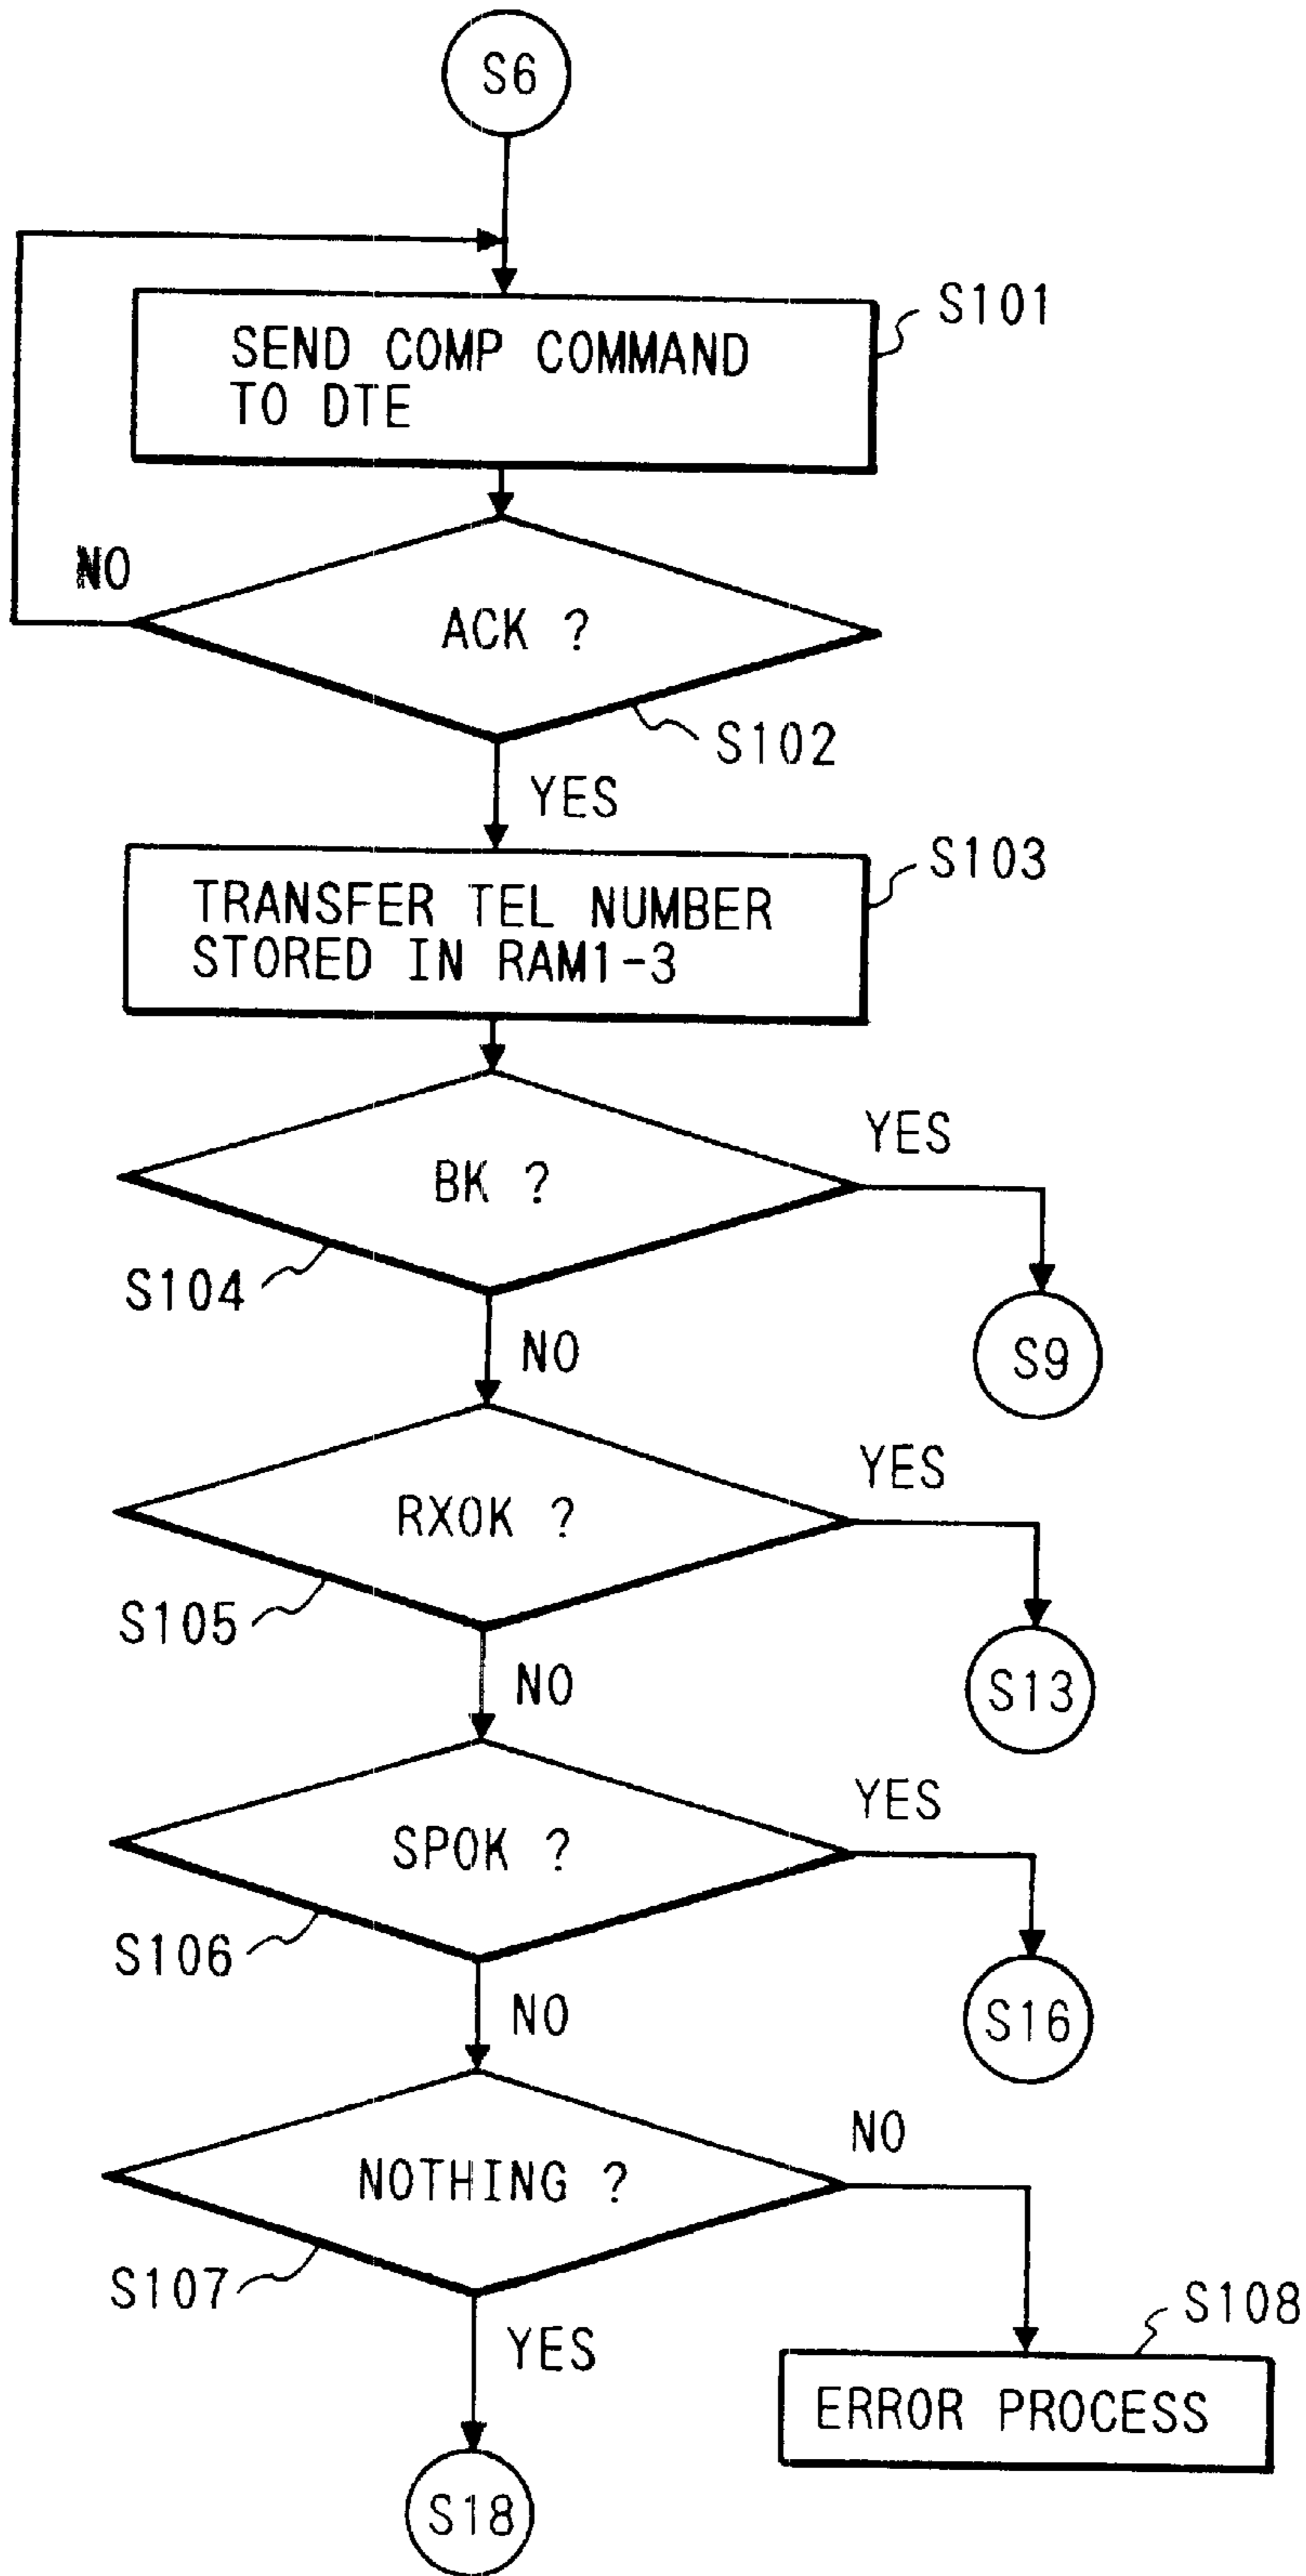 S6
SEND COMP COMMAND
TO DTE
S101
NO
ACK ?
S102
YES
TRANSFER TEL NUMBER
STORED IN RAM1-3
S103
BK ?
YES
S104
S9
NO
RXOK ?
YES
S105
S13
NO
SPOK ?
YES
S106
S16
NO
NOTHING ?
NO
S107
YES
S108
ERROR PROCESS
S18